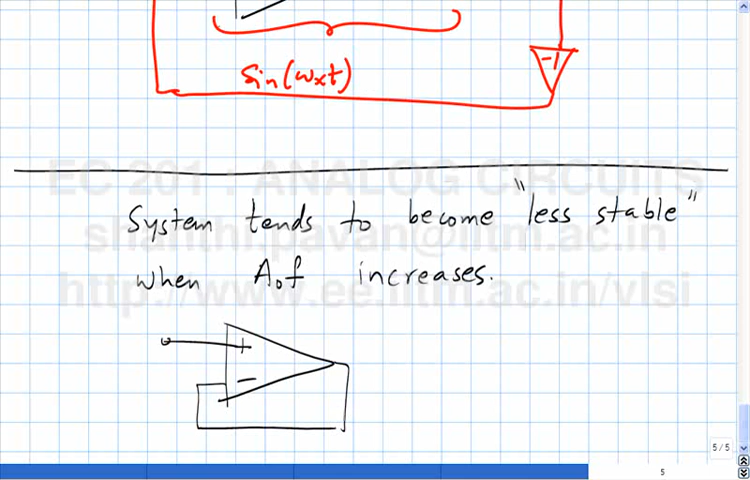 -1
sin(ωxt)
EC 201 : ANALOG CIRCUITS
System tends to become "less stable"
shanthi.pavan@iitm.ac.in
when A₀f increases.
http://www.ee.iitm.ac.in/vlsi
+
−
5 / 5
5